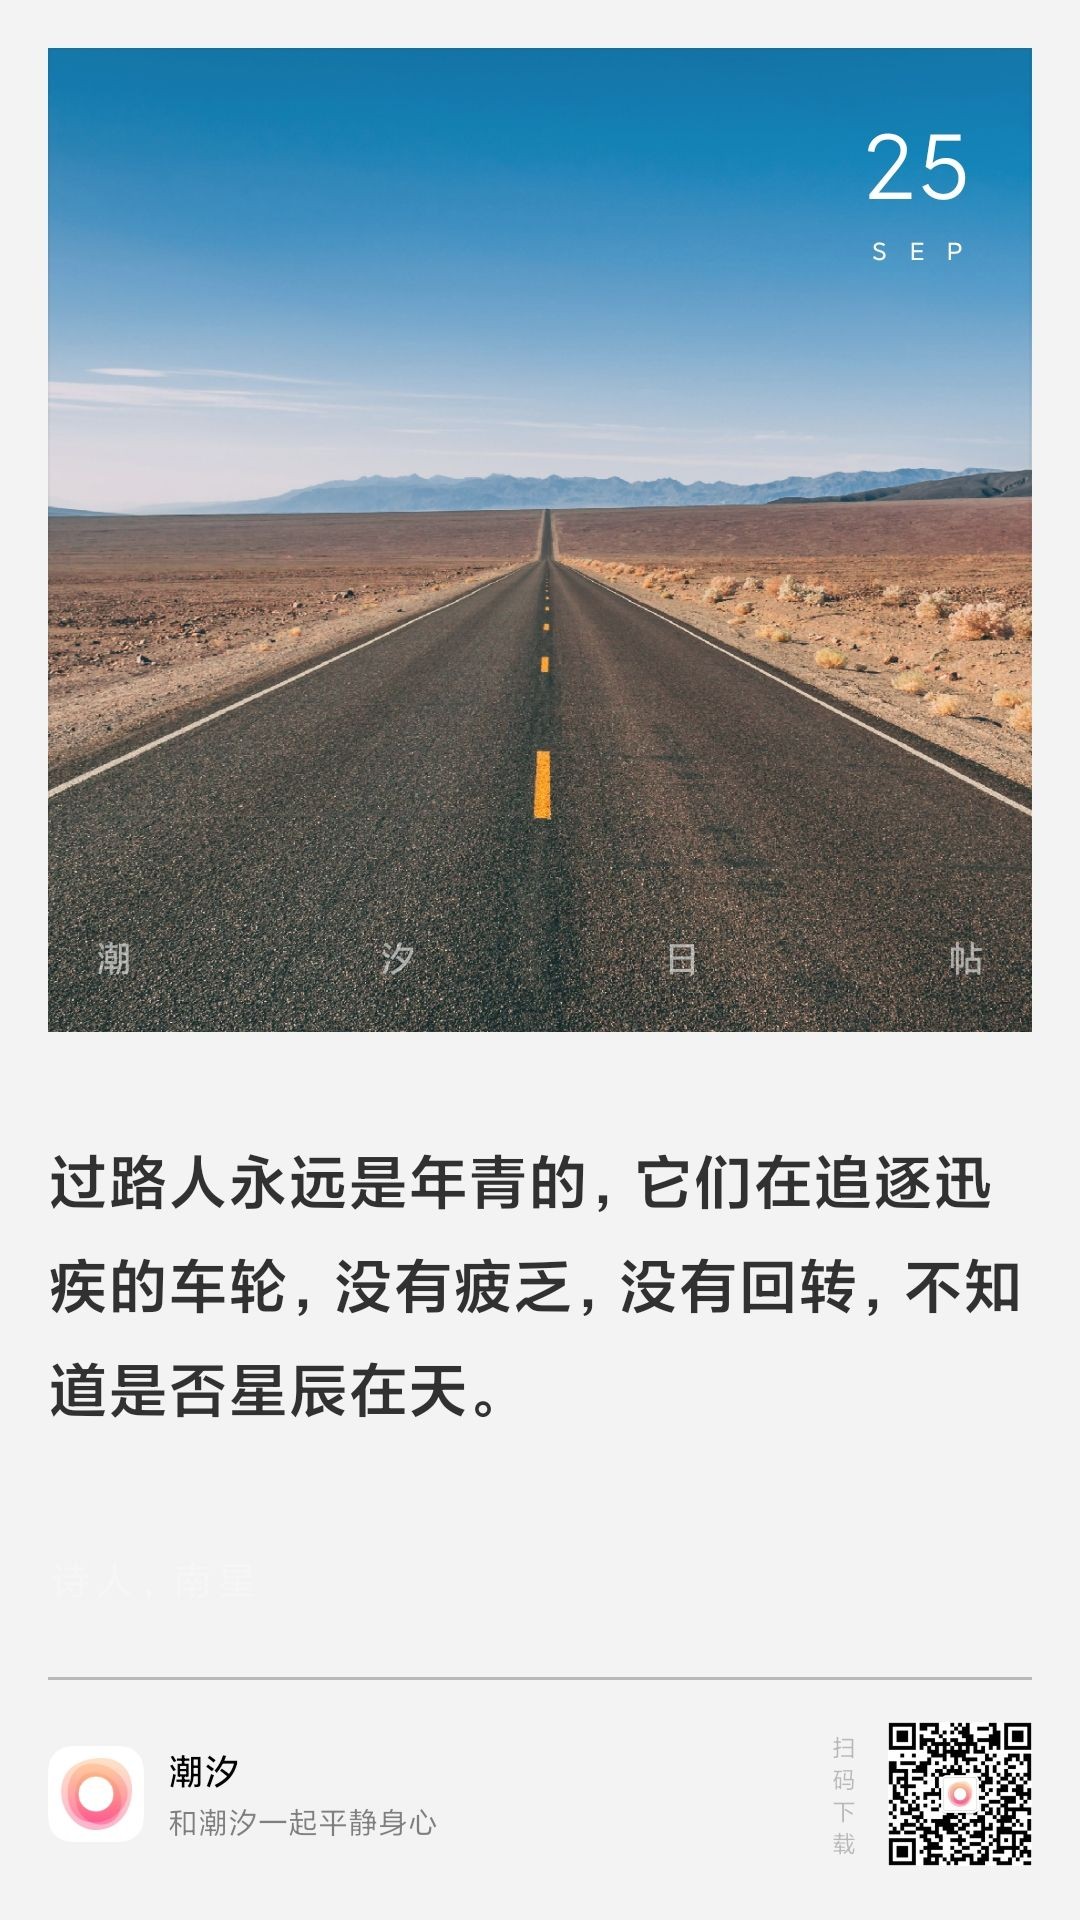 25
SEP
潮汐日帖
过路人永远是年青的，它们在追逐迅
疾的车轮，没有疲乏，没有回转，不知
道是否星辰在天。
诗人，南星
潮汐
和潮汐一起平静身心
扫码下载